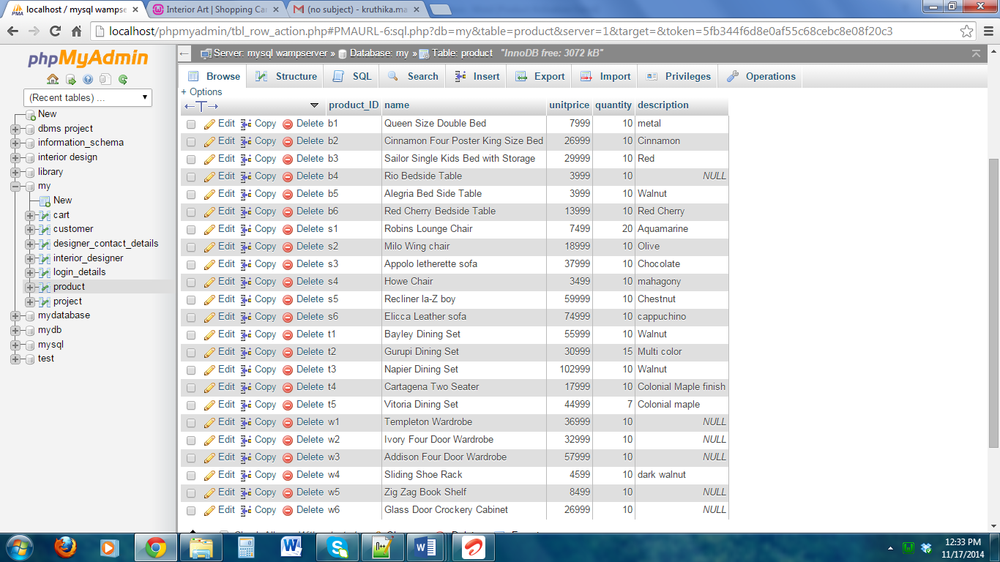 localhost / mysql wampse
Interior Art | Shopping Ca
(no subject) - kruthika.ma
localhost/phpmyadmin/tbl_row_action.php#PMAURL-6:sql.php?db=my&table=product&server=1&target=&token=5fb344f6d8e0af55c68cebc8e08f20c3
phpMyAdmin
(Recent tables) ...
New
dbms project
information_schema
interior design
library
my
New
cart
customer
designer_contact_details
interior_designer
login_details
product
project
mydatabase
mydb
mysql
test
Server: mysql wampserver » Database: my » Table: product "InnoDB free: 3072 kB"
Browse Structure SQL Search Insert Export Import Privileges Operations
+ Options
product_ID name unitprice quantity description
Edit Copy Delete b1 Queen Size Double Bed 7999 10 metal
Edit Copy Delete b2 Cinnamon Four Poster King Size Bed 26999 10 Cinnamon
Edit Copy Delete b3 Sailor Single Kids Bed with Storage 29999 10 Red
Edit Copy Delete b4 Rio Bedside Table 3999 10 NULL
Edit Copy Delete b5 Alegria Bed Side Table 3999 10 Walnut
Edit Copy Delete b6 Red Cherry Bedside Table 13999 10 Red Cherry
Edit Copy Delete s1 Robins Lounge Chair 7499 20 Aquamarine
Edit Copy Delete s2 Milo Wing chair 18999 10 Olive
Edit Copy Delete s3 Appolo letherette sofa 37999 10 Chocolate
Edit Copy Delete s4 Howe Chair 3499 10 mahagony
Edit Copy Delete s5 Recliner la-Z boy 59999 10 Chestnut
Edit Copy Delete s6 Elicca Leather sofa 74999 10 cappuchino
Edit Copy Delete t1 Bayley Dining Set 55999 10 Walnut
Edit Copy Delete t2 Gurupi Dining Set 30999 15 Multi color
Edit Copy Delete t3 Napier Dining Set 102999 10 Walnut
Edit Copy Delete t4 Cartagena Two Seater 17999 10 Colonial Maple finish
Edit Copy Delete t5 Vitoria Dining Set 44999 7 Colonial maple
Edit Copy Delete w1 Templeton Wardrobe 36999 10 NULL
Edit Copy Delete w2 Ivory Four Door Wardrobe 32999 10 NULL
Edit Copy Delete w3 Addison Four Door Wardrobe 57999 10 NULL
Edit Copy Delete w4 Sliding Shoe Rack 4599 10 dark walnut
Edit Copy Delete w5 Zig Zag Book Shelf 8499 10 NULL
Edit Copy Delete w6 Glass Door Crockery Cabinet 26999 10 NULL
12:33 PM
11/17/2014